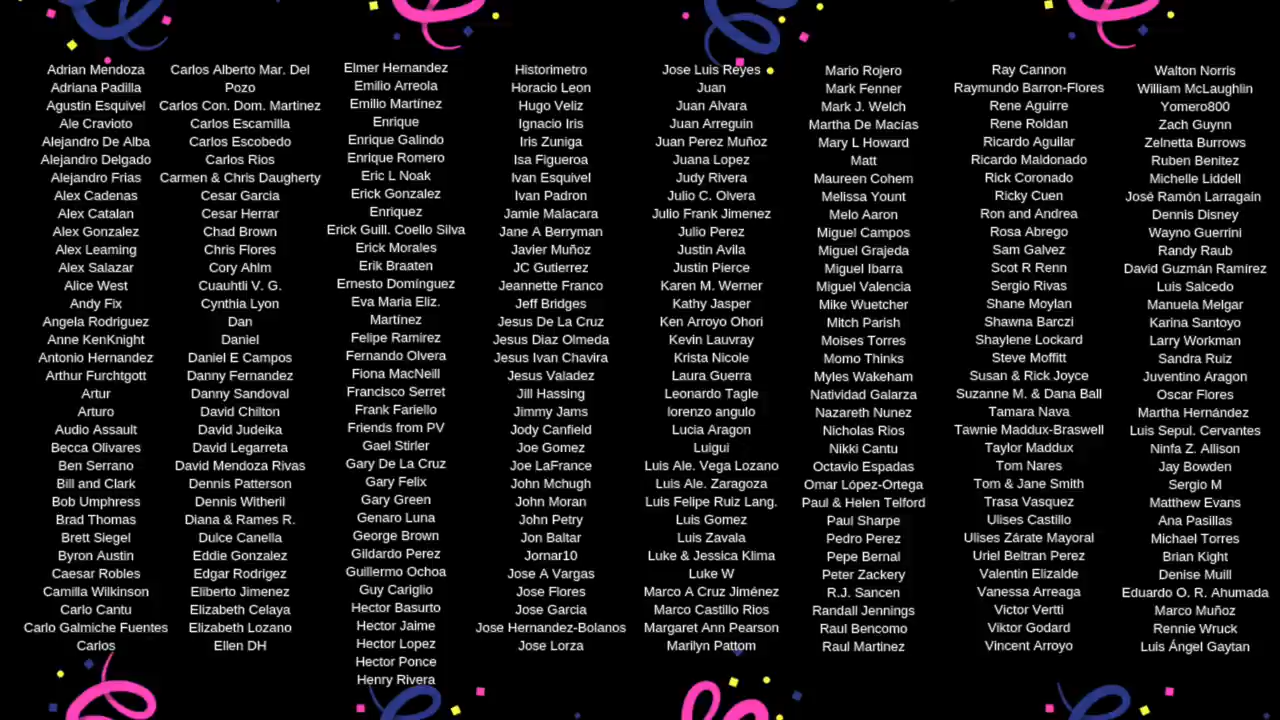 Adrian Mendoza
Adriana Padilla
Agustin Esquivel
Ale Cravioto
Alejandro De Alba
Alejandro Delgado
Alejandro Frias
Alex Cadenas
Alex Catalan
Alex Gonzalez
Alex Leaming
Alex Salazar
Alice West
Andy Fix
Angela Rodriguez
Anne KenKnight
Antonio Hernandez
Arthur Furchtgott
Artur
Arturo
Audio Assault
Becca Olivares
Ben Serrano
Bill and Clark
Bob Umphress
Brad Thomas
Brett Siegel
Byron Austin
Caesar Robles
Camilla Wilkinson
Carlo Cantu
Carlo Galmiche Fuentes
Carlos
Carlos Alberto Mar. Del
Pozo
Carlos Con. Dom. Martinez
Carlos Escamilla
Carlos Escobedo
Carlos Rios
Carmen & Chris Daugherty
Cesar Garcia
Cesar Herrar
Chad Brown
Chris Flores
Cory Ahlm
Cuauhtli V. G.
Cynthia Lyon
Dan
Daniel
Daniel E Campos
Danny Fernandez
Danny Sandoval
David Chilton
David Judeika
David Legarreta
David Mendoza Rivas
Dennis Patterson
Dennis Witheril
Diana & Rames R.
Dulce Canella
Eddie Gonzalez
Edgar Rodrigez
Eliberto Jimenez
Elizabeth Celaya
Elizabeth Lozano
Ellen DH
Elmer Hernandez
Emilio Arreola
Emilio Martínez
Enrique
Enrique Galindo
Enrique Romero
Eric L Noak
Erick Gonzalez
Enriquez
Erick Guill. Coello Silva
Erick Morales
Erik Braaten
Ernesto Domínguez
Eva Maria Eliz.
Martínez
Felipe Ramirez
Fernando Olvera
Fiona MacNeill
Francisco Serret
Frank Fariello
Friends from PV
Gael Stirler
Gary De La Cruz
Gary Felix
Gary Green
Genaro Luna
George Brown
Gildardo Perez
Guillermo Ochoa
Guy Cariglio
Hector Basurto
Hector Jaime
Hector Lopez
Hector Ponce
Henry Rivera
Historimetro
Horacio Leon
Hugo Veliz
Ignacio Iris
Iris Zuniga
Isa Figueroa
Ivan Esquivel
Ivan Padron
Jamie Malacara
Jane A Berryman
Javier Muñoz
JC Gutierrez
Jeannette Franco
Jeff Bridges
Jesus De La Cruz
Jesus Diaz Olmeda
Jesus Ivan Chavira
Jesus Valadez
Jill Hassing
Jimmy Jams
Jody Canfield
Joe Gomez
Joe LaFrance
John Mchugh
John Moran
John Petry
Jon Baltar
Jornar10
Jose A Vargas
Jose Flores
Jose Garcia
Jose Hernandez-Bolanos
Jose Lorza
Jose Luis Reyes
Juan
Juan Alvara
Juan Arreguin
Juan Perez Muñoz
Juana Lopez
Judy Rivera
Julio C. Olvera
Julio Frank Jimenez
Julio Perez
Justin Avila
Justin Pierce
Karen M. Werner
Kathy Jasper
Ken Arroyo Ohori
Kevin Lauvray
Krista Nicole
Laura Guerra
Leonardo Tagle
lorenzo angulo
Lucia Aragon
Luigui
Luis Ale. Vega Lozano
Luis Ale. Zaragoza
Luis Felipe Ruiz Lang.
Luis Gomez
Luis Zavala
Luke & Jessica Klima
Luke W
Marco A Cruz Jiménez
Marco Castillo Rios
Margaret Ann Pearson
Marilyn Pattom
Mario Rojero
Mark Fenner
Mark J. Welch
Martha De Macías
Mary L Howard
Matt
Maureen Cohem
Melissa Yount
Melo Aaron
Miguel Campos
Miguel Grajeda
Miguel Ibarra
Miguel Valencia
Mike Wuetcher
Mitch Parish
Moises Torres
Momo Thinks
Myles Wakeham
Natividad Galarza
Nazareth Nunez
Nicholas Rios
Nikki Cantu
Octavio Espadas
Omar López-Ortega
Paul & Helen Telford
Paul Sharpe
Pedro Perez
Pepe Bernal
Peter Zackery
R.J. Sancen
Randall Jennings
Raul Bencomo
Raul Martinez
Ray Cannon
Raymundo Barron-Flores
Rene Aguirre
Rene Roldan
Ricardo Aguilar
Ricardo Maldonado
Rick Coronado
Ricky Cuen
Ron and Andrea
Rosa Abrego
Sam Galvez
Scot R Renn
Sergio Rivas
Shane Moylan
Shawna Barczi
Shaylene Lockard
Steve Moffitt
Susan & Rick Joyce
Suzanne M. & Dana Ball
Tamara Nava
Tawnie Maddux-Braswell
Taylor Maddux
Tom Nares
Tom & Jane Smith
Trasa Vasquez
Ulises Castillo
Ulises Zárate Mayoral
Uriel Beltran Perez
Valentin Elizalde
Vanessa Arreaga
Victor Vertti
Viktor Godard
Vincent Arroyo
Walton Norris
William McLaughlin
Yomero800
Zach Guynn
Zelnetta Burrows
Ruben Benitez
Michelle Liddell
José Ramón Larragain
Dennis Disney
Wayno Guerrini
Randy Raub
David Guzmán Ramírez
Luis Salcedo
Manuela Melgar
Karina Santoyo
Larry Workman
Sandra Ruiz
Juventino Aragon
Oscar Flores
Martha Hernández
Luis Sepul. Cervantes
Ninfa Z. Allison
Jay Bowden
Sergio M
Matthew Evans
Ana Pasillas
Michael Torres
Brian Kight
Denise Muill
Eduardo O. R. Ahumada
Marco Muñoz
Rennie Wruck
Luis Ángel Gaytan